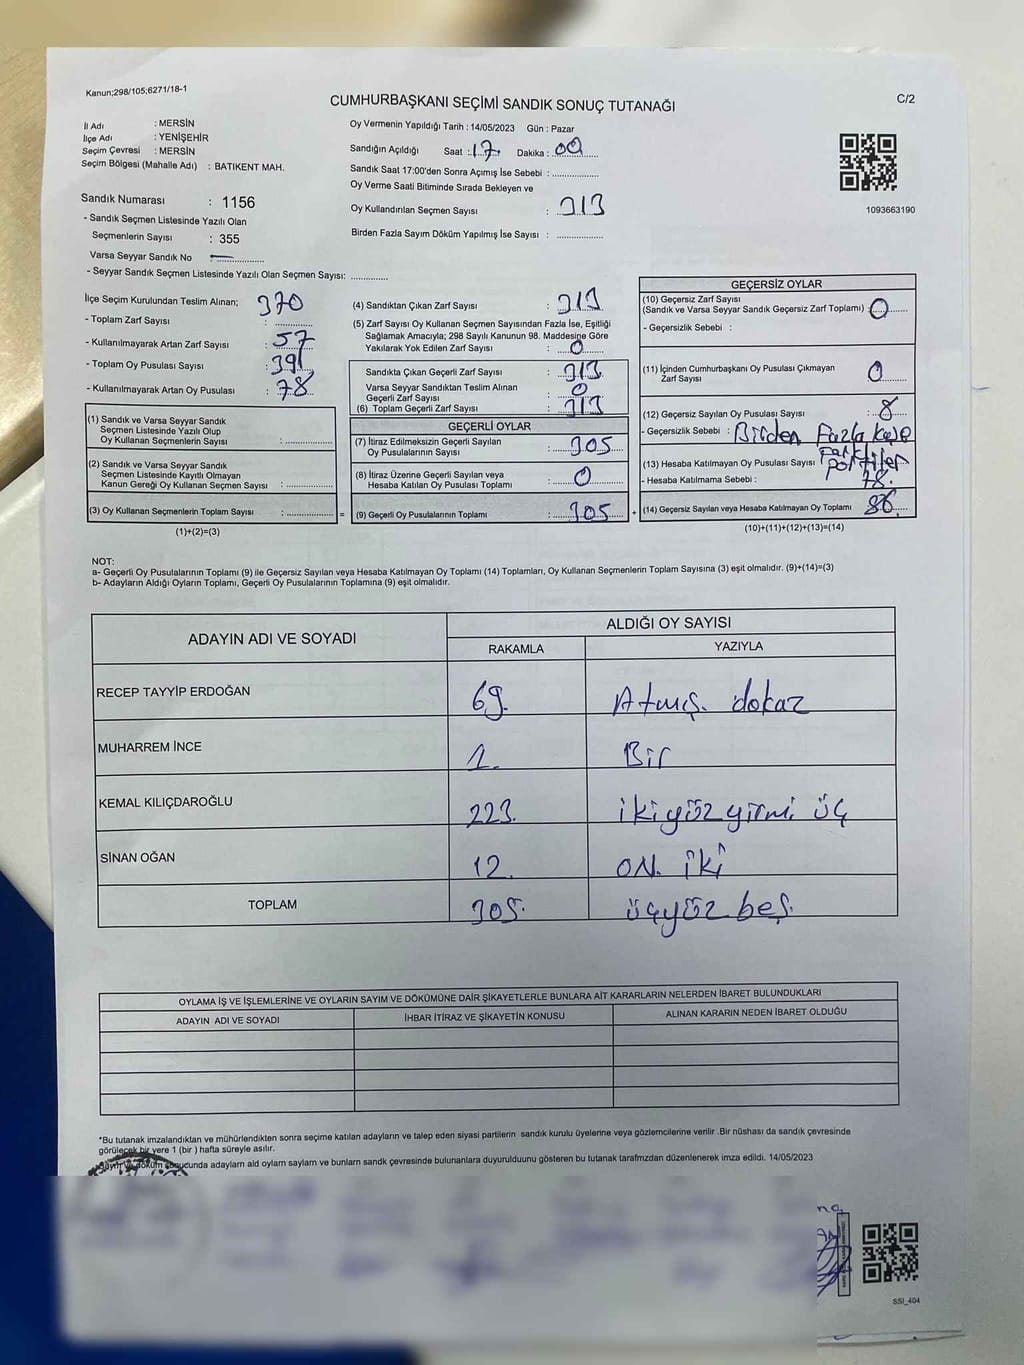 Kanun;298/105;6271/18-1
CUMHURBAŞKANI SEÇİMİ SANDIK SONUÇ TUTANAĞI
C/2
İl Adı : MERSİN
İlçe Adı : YENİŞEHİR
Seçim Çevresi : MERSİN
Seçim Bölgesi (Mahalle Adı) : BATIKENT MAH.
Sandık Numarası : 1156
- Sandık Seçmen Listesinde Yazılı Olan
Seçmenlerin Sayısı : 355
Varsa Seyyar Sandık No
- Seyyar Sandık Seçmen Listesinde Yazılı Olan Seçmen Sayısı: ..............
Oy Vermenin Yapıldığı Tarih : 14/05/2023 Gün : Pazar
Sandığın Açıldığı Saat : 17 Dakika : 00
Sandık Saat 17:00'den Sonra Açımış İse Sebebi : ..............
Oy Verme Saati Bitiminde Sırada Bekleyen ve
Oy Kullandırılan Seçmen Sayısı : 313
Birden Fazla Sayım Döküm Yapılmış İse Sayısı : ..............
1093663190
İlçe Seçim Kurulundan Teslim Alınan; 370
- Toplam Zarf Sayısı : ..............
- Kullanılmayarak Artan Zarf Sayısı : 57
- Toplam Oy Pusulası Sayısı : 391
- Kullanılmayarak Artan Oy Pusulası : 78
(1) Sandık ve Varsa Seyyar Sandık
Seçmen Listesinde Yazılı Olup
Oy Kullanan Seçmenlerin Sayısı : ..............
(2) Sandık ve Varsa Seyyar Sandık
Seçmen Listesinde Kayıtlı Olmayan
Kanun Gereği Oy Kullanan Seçmen Sayısı : ..............
(3) Oy Kullanan Seçmenlerin Toplam Sayısı : .............. =
(1)+(2)=(3)
(4) Sandıktan Çıkan Zarf Sayısı : 313
(5) Zarf Sayısı Oy Kullanan Seçmen Sayısından Fazla İse, Eşitliği
Sağlamak Amacıyla; 298 Sayılı Kanunun 98. Maddesine Göre
Yakılarak Yok Edilen Zarf Sayısı : 0
Sandıkta Çıkan Geçerli Zarf Sayısı : 313
Varsa Seyyar Sandıktan Teslim Alınan
Geçerli Zarf Sayısı : 0
(6) Toplam Geçerli Zarf Sayısı : 313
GEÇERLİ OYLAR
(7) İtiraz Edilmeksizin Geçerli Sayılan
Oy Pusulalarının Sayısı : 305
(8) İtiraz Üzerine Geçerli Sayılan veya
Hesaba Katılan Oy Pusulası Toplamı : 0
(9) Geçerli Oy Pusulalarının Toplamı : 305 +
GEÇERSİZ OYLAR
(10) Geçersiz Zarf Sayısı
(Sandık ve Varsa Seyyar Sandık Geçersiz Zarf Toplamı) : 0
- Geçersizlik Sebebi :
(11) İçinden Cumhurbaşkanı Oy Pusulası Çıkmayan
Zarf Sayısı : 0
(12) Geçersiz Sayılan Oy Pusulası Sayısı : 8
- Geçersizlik Sebebi : Birden Fazla Kaşe
(13) Hesaba Katılmayan Oy Pusulası Sayısı
- Hesaba Katılmama Sebebi : 78.
(14) Geçersiz Sayılan veya Hesaba Katılmayan Oy Toplamı 86
(10)+(11)+(12)+(13)=(14)
NOT:
a- Geçerli Oy Pusulalarının Toplamı (9) ile Geçersiz Sayılan veya Hesaba Katılmayan Oy Toplamı (14) Toplamları, Oy Kullanan Seçmenlerin Toplam Sayısına (3) eşit olmalıdır. (9)+(14)=(3)
b- Adayların Aldığı Oyların Toplamı, Geçerli Oy Pusulalarının Toplamına (9) eşit olmalıdır.
ADAYIN ADI VE SOYADI
ALDIĞI OY SAYISI
RAKAMLA YAZIYLA
RECEP TAYYİP ERDOĞAN 69. Atmış. dokaz
MUHARREM İNCE 1. Bir
KEMAL KILIÇDAROĞLU 223. ikiyüz yirmi üç
SİNAN OĞAN 12. ON. iki
TOPLAM 305. üçyüz beş.
OYLAMA İŞ VE İŞLEMLERİNE VE OYLARIN SAYIM VE DÖKÜMÜNE DAİR ŞİKAYETLERLE BUNLARA AİT KARARLARIN NELERDEN İBARET BULUNDUKLARI
ADAYIN ADI VE SOYADI İHBAR İTİRAZ VE ŞİKAYETİN KONUSU ALINAN KARARIN NEDEN İBARET OLDUĞU
*Bu tutanak imzalandıktan ve mühürlendikten sonra seçime katılan adayların ve talep eden siyasi partilerin sandık kurulu üyelerine veya gözlemcilerine verilir .Bir nüshası da sandık çevresinde
görülecek bir yere 1 (bir ) hafta süreyle asılır.
Sayım ve döküm sonucunda adayların ald oyların sayların ve bunların sandk çevresinde bulunanlara duyurulduunu gösteren bu tutanak tarafmzdan düzenlenerek imza edildi. 14/05/2023
SSI_404